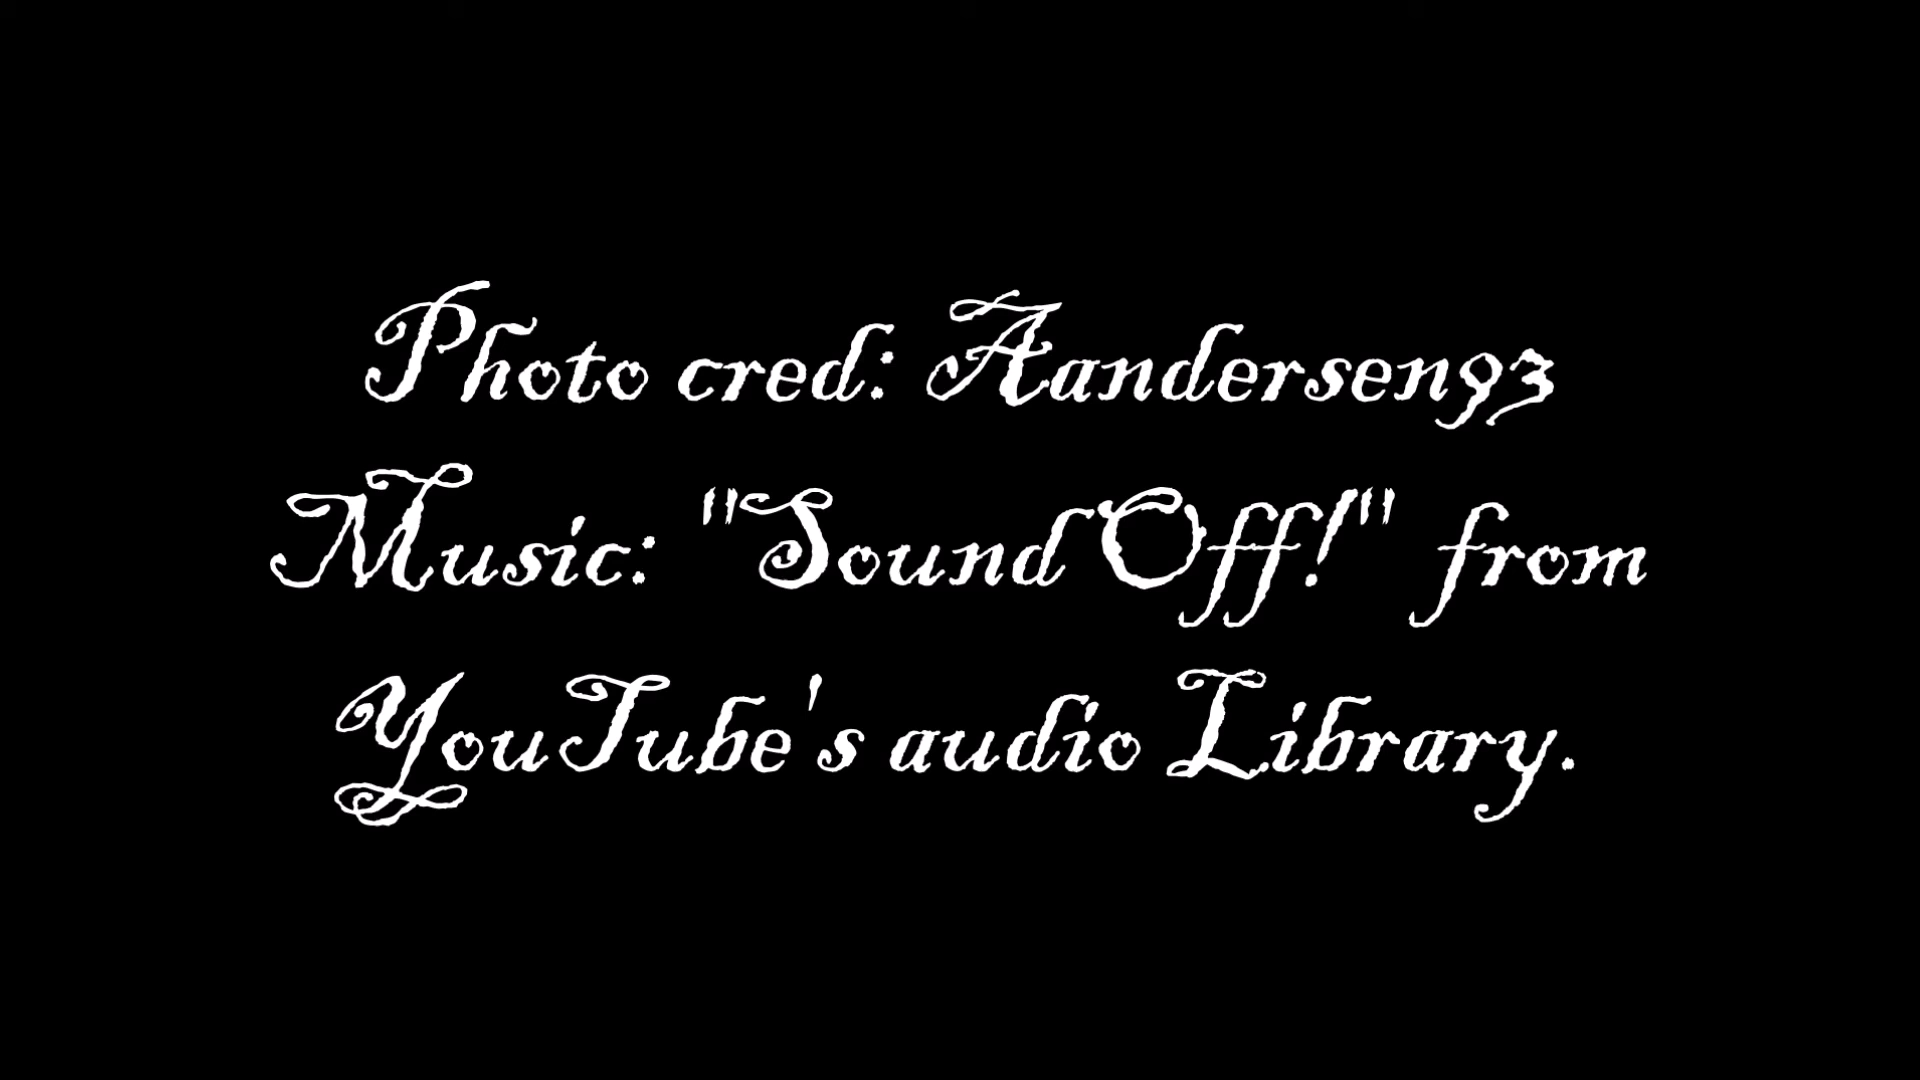 Photo cred: Aandersen93
Music: "Sound Off!" from
YouTube's audio Library.